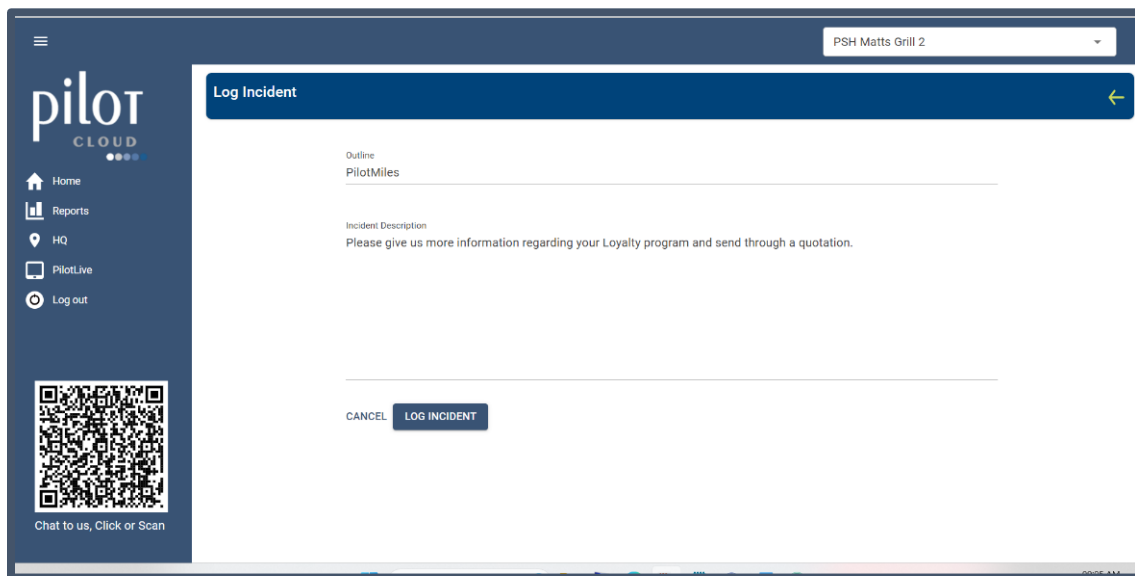 PSH Matts Grill 2
pilot
CLOUD
Log Incident
Home
Reports
HQ
PilotLive
Log out
Outline
PilotMiles
Incident Description
Please give us more information regarding your Loyalty program and send through a quotation.
CANCEL
LOG INCIDENT
Chat to us, Click or Scan